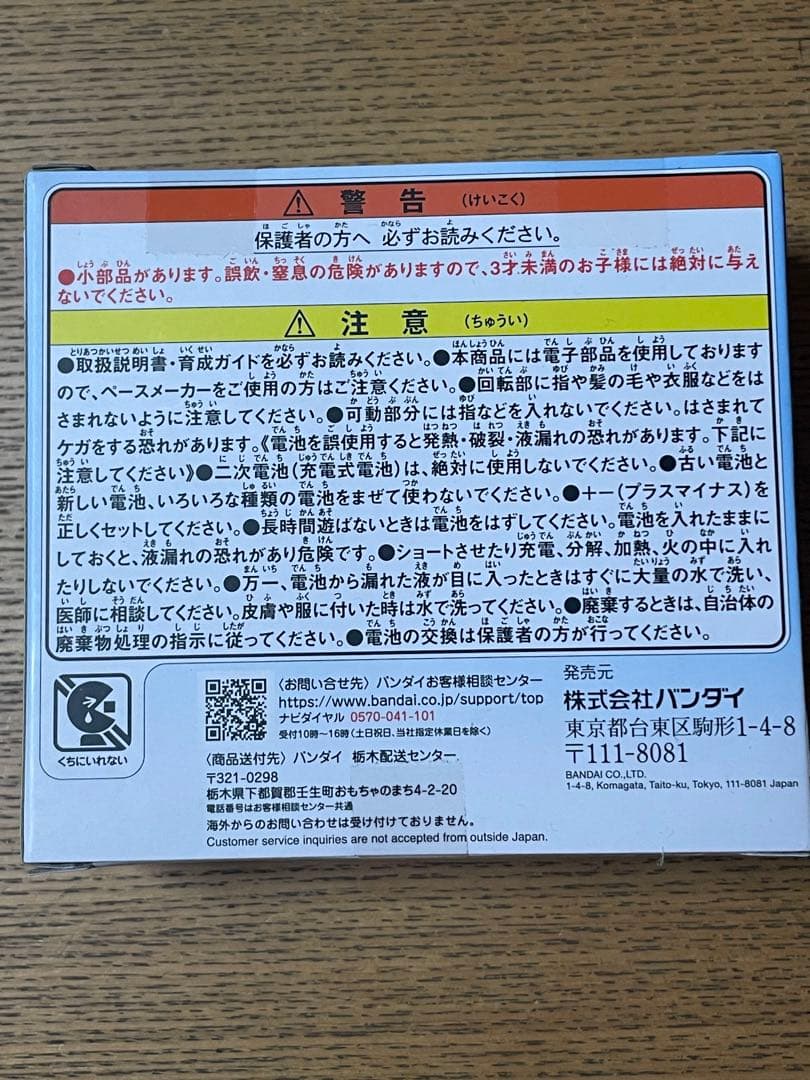 警告 (けいこく)
保護者の方へ 必ずお読みください。
●小部品があります。誤飲・窒息の危険がありますので、3才未満のお子様には絶対に与え
ないでください。
注意 (ちゅうい)
●取扱説明書・育成ガイドを必ずお読みください。●本商品には電子部品を使用しております
ので、ペースメーカーをご使用の方はご注意ください。●回転部に指や髪の毛や衣服などをは
さまれないように注意してください。●可動部分には指などを入れないでください。はさまれて
ケガをする恐れがあります。《電池を誤使用すると発熱・破裂・液漏れの恐れがあります。下記に
注意してください》●二次電池(充電式電池)は、絶対に使用しないでください。●古い電池と
新しい電池、いろいろな種類の電池をまぜて使わないでください。●+−(プラスマイナス)を
正しくセットしてください。●長時間遊ばないときは電池をはずしてください。電池を入れたままに
しておくと、液漏れの恐れがあり危険です。●ショートさせたり充電、分解、加熱、火の中に入れ
たりしないでください。●万一、電池から漏れた液が目に入ったときはすぐに大量の水で洗い、
医師に相談してください。皮膚や服に付いた時は水で洗ってください。●廃棄するときは、自治体の
廃棄物処理の指示に従ってください。●電池の交換は保護者の方が行ってください。
くちにいれない
〈お問い合せ先〉バンダイお客様相談センター
https://www.bandai.co.jp/support/top
ナビダイヤル 0570-041-101
受付10時〜16時(土日祝日、当社指定休業日を除く)
〈商品送付先〉バンダイ 栃木配送センター
〒321-0298
栃木県下都賀郡壬生町おもちゃのまち4-2-20
電話番号はお客様相談センター共通
海外からのお問い合わせは受け付けておりません。
Customer service inquiries are not accepted from outside Japan.
発売元
株式会社バンダイ
東京都台東区駒形1-4-8
〒111-8081
BANDAI CO.,LTD.
1-4-8, Komagata, Taito-ku, Tokyo, 111-8081 Japan